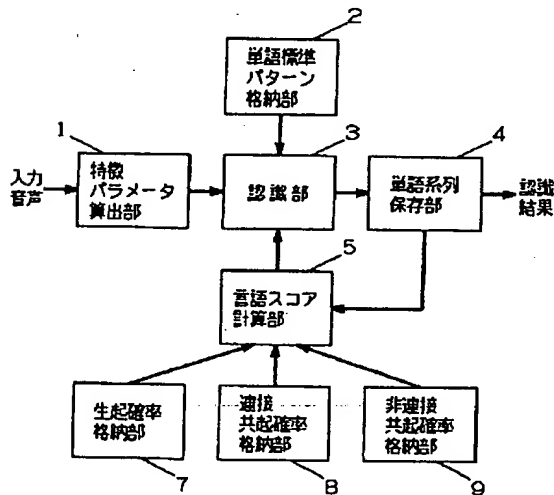 2
単語標準
パターン
格納部
1
3
4
入力
音声
特徴
パラメータ
算出部
認識部
単語系列
保存部
認識
結果
5
言語スコア
計算部
生起確率
格納部
連接
共起確率
格納部
非連接
共起確率
格納部
7
8
9